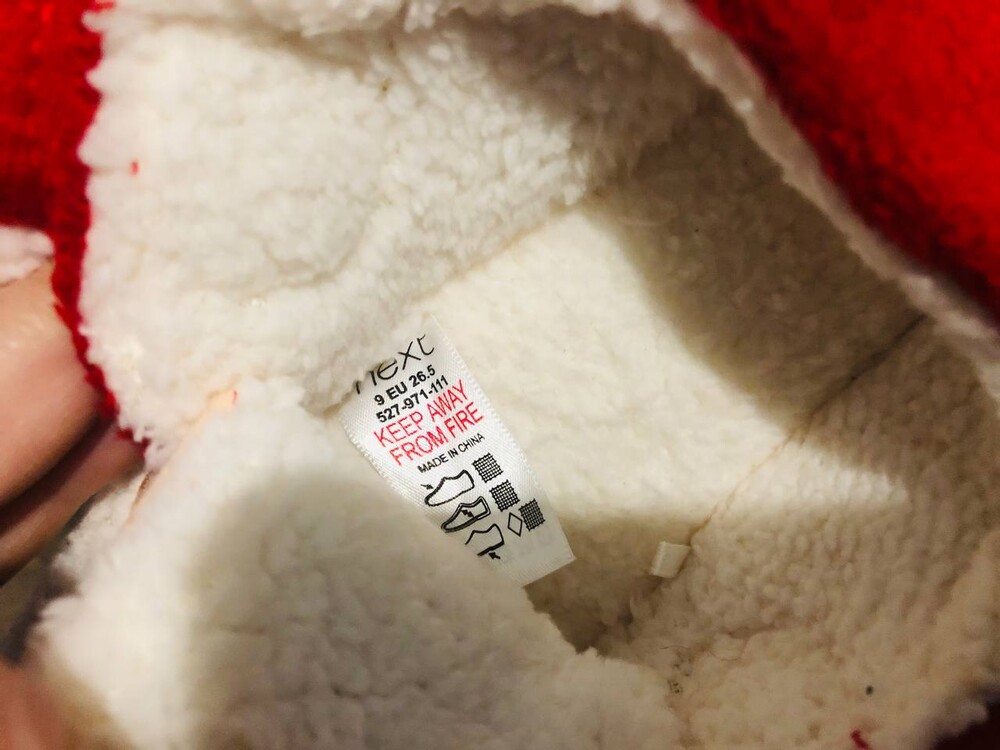 next
9 EU 26.5
527-971-111
KEEP AWAY
FROM FIRE
MADE IN CHINA